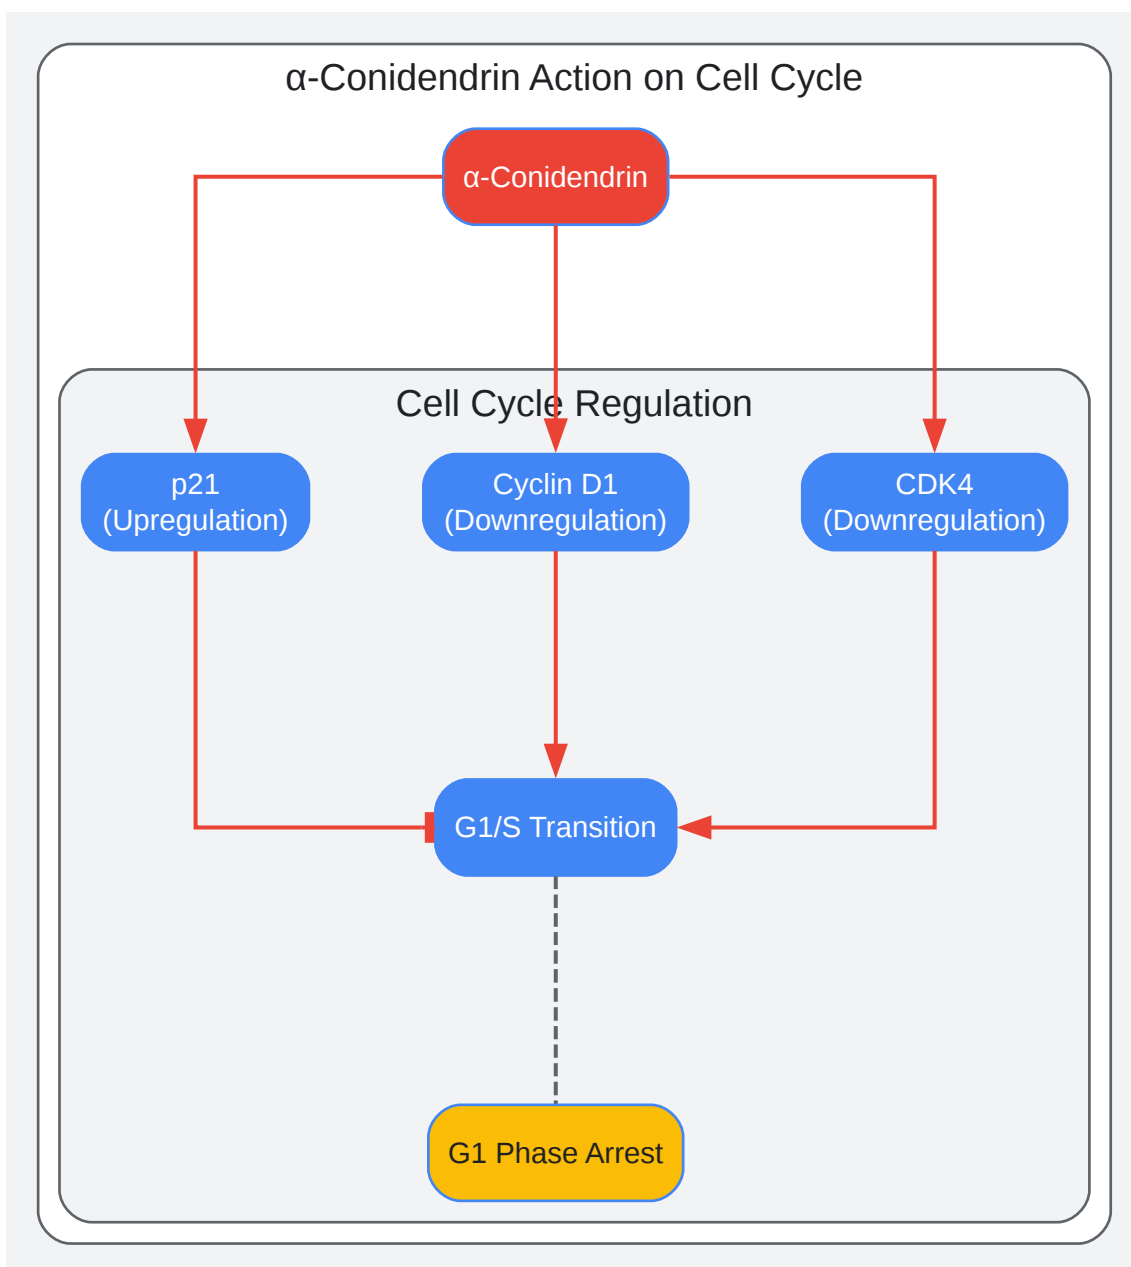 α-Conidendrin Action on Cell Cycle
α-Conidendrin
Cell Cycle Regulation
p21
(Upregulation)
Cyclin D1
(Downregulation)
CDK4
(Downregulation)
G1/S Transition
G1 Phase Arrest